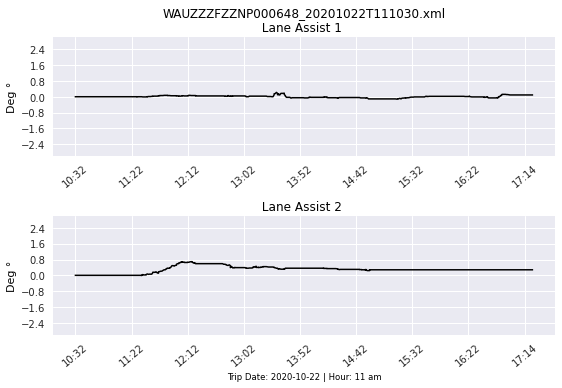 WAUZZZFZZNP000648_20201022T111030.xml
Lane Assist 1
Deg °
2.4
1.6
0.8
0.0
−0.8
−1.6
−2.4
10:32 11:22 12:12 13:02 13:52 14:42 15:32 16:22 17:14
Lane Assist 2
Deg °
2.4
1.6
0.8
0.0
−0.8
−1.6
−2.4
10:32 11:22 12:12 13:02 13:52 14:42 15:32 16:22 17:14
Trip Date: 2020-10-22 | Hour: 11 am